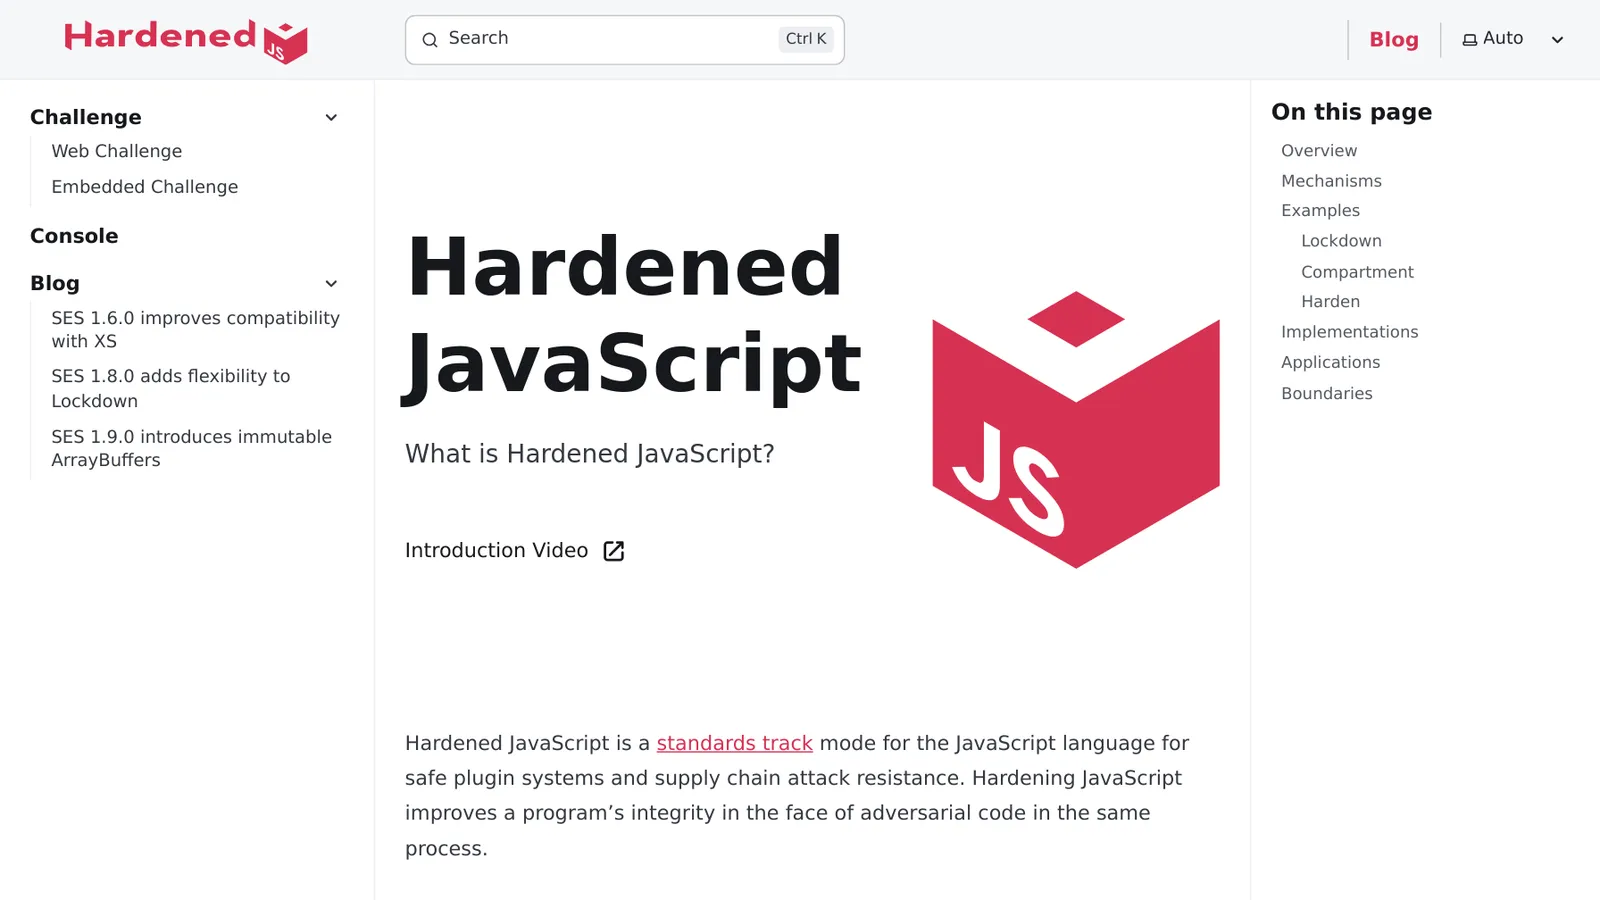 Hardened JS
Search
Ctrl K
Blog
Auto
Challenge
Web Challenge
Embedded Challenge
Console
Blog
SES 1.6.0 improves compatibility
with XS
SES 1.8.0 adds flexibility to
Lockdown
SES 1.9.0 introduces immutable
ArrayBuffers
Hardened
JavaScript
What is Hardened JavaScript?
Introduction Video
JS
Hardened JavaScript is a standards track mode for the JavaScript language for
safe plugin systems and supply chain attack resistance. Hardening JavaScript
improves a program’s integrity in the face of adversarial code in the same
process.
On this page
Overview
Mechanisms
Examples
Lockdown
Compartment
Harden
Implementations
Applications
Boundaries